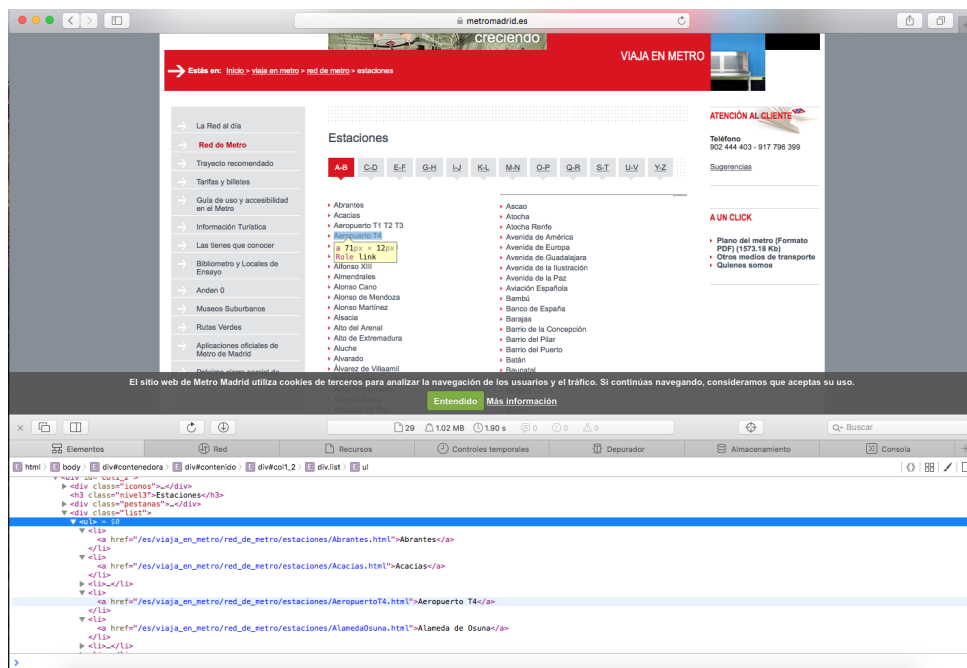 metromadrid.es
creciendo
VIAJA EN METRO
Estás en: Inicio > viaja en metro > red de metro > estaciones
La Red al día
Red de Metro
Trayecto recomendado
Tarifas y billetes
Guía de uso y accesibilidad
en el Metro
Información Turística
Las tienes que conocer
Bibliometro y Locales de
Ensayo
Anden 0
Museos Suburbanos
Rutas Verdes
Aplicaciones oficiales de
Metro de Madrid
Próximo cierre parcial de
Estaciones
A-B C-D E-F G-H I-J K-L M-N O-P Q-R S-T U-V Y-Z
Abrantes
Acacias
Aeropuerto T1 T2 T3
Aeropuerto T4
a 71px × 12px
Role link
Alfonso XIII
Almendrales
Alonso Cano
Alonso de Mendoza
Alonso Martínez
Alsacia
Alto del Arenal
Alto de Extremadura
Aluche
Alvarado
Álvarez de Villaamil
Ascao
Atocha
Atocha Renfe
Avenida de América
Avenida de Europa
Avenida de Guadalajara
Avenida de la Ilustración
Avenida de la Paz
Aviación Española
Bambú
Banco de España
Barajas
Barrio de la Concepción
Barrio del Pilar
Barrio del Puerto
Batán
Baunatal
ATENCIÓN AL CLIENTE
Teléfono
902 444 403 - 917 796 399
Sugerencias
A UN CLICK
Plano del metro (Formato
PDF) (1573.18 Kb)
Otros medios de transporte
Quienes somos
El sitio web de Metro Madrid utiliza cookies de terceros para analizar la navegación de los usuarios y el tráfico. Si continúas navegando, consideramos que aceptas su uso.
Entendido Más información
29 1.02 MB 1.90 s 0 0 0 Buscar
Elementos Red Recursos Controles temporales Depurador Almacenamiento Consola
E html E body E div#contenedora E div#contenido E div#col1_2 E div.list E ul
<div id="col1_2">
<div class="iconos">…</div>
<h3 class="nivel3">Estaciones</h3>
<div class="pestanas">…</div>
<div class="list">
<ul> = $0
<li>
<a href="/es/viaja_en_metro/red_de_metro/estaciones/Abrantes.html">Abrantes</a>
</li>
<li>
<a href="/es/viaja_en_metro/red_de_metro/estaciones/Acacias.html">Acacias</a>
</li>
<li>…</li>
<li>
<a href="/es/viaja_en_metro/red_de_metro/estaciones/AeropuertoT4.html">Aeropuerto T4</a>
</li>
<li>
<a href="/es/viaja_en_metro/red_de_metro/estaciones/AlamedaOsuna.html">Alameda de Osuna</a>
</li>
<li>…</li>